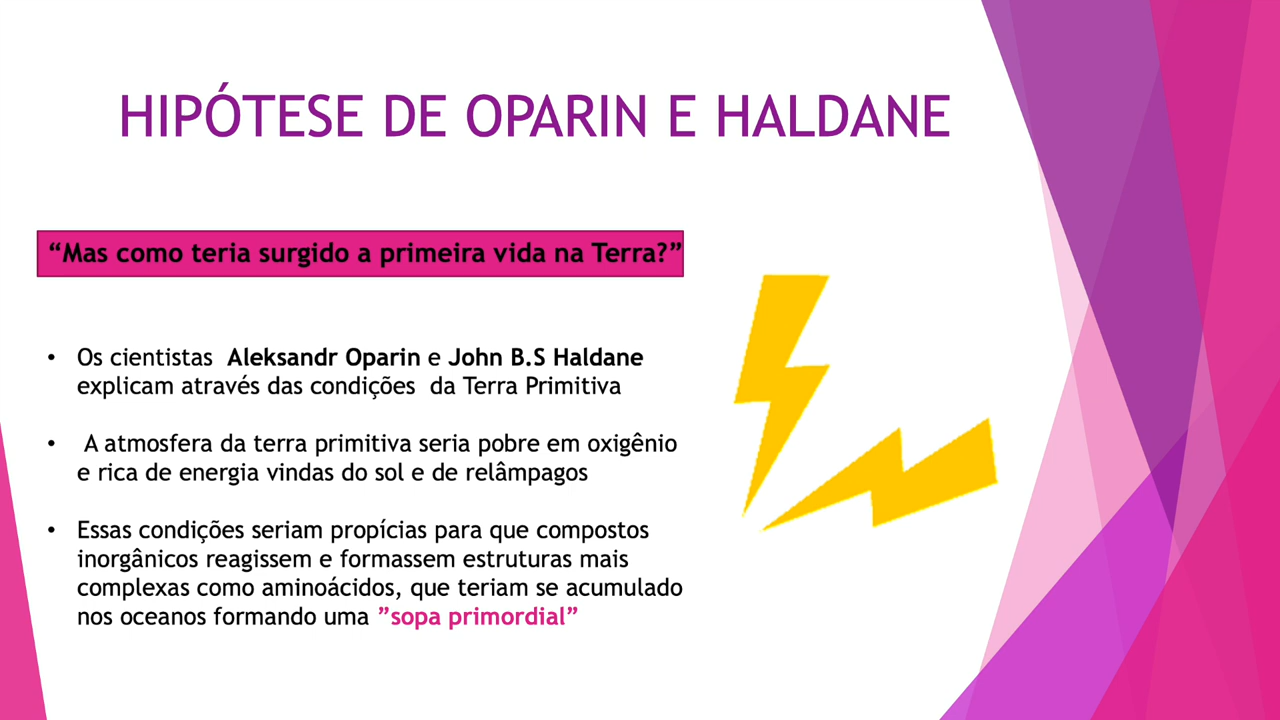 HIPÓTESE DE OPARIN E HALDANE
“Mas como teria surgido a primeira vida na Terra?”
• Os cientistas Aleksandr Oparin e John B.S Haldane
explicam através das condições da Terra Primitiva
• A atmosfera da terra primitiva seria pobre em oxigênio
e rica de energia vindas do sol e de relâmpagos
• Essas condições seriam propícias para que compostos
inorgânicos reagissem e formassem estruturas mais
complexas como aminoácidos, que teriam se acumulado
nos oceanos formando uma ”sopa primordial”